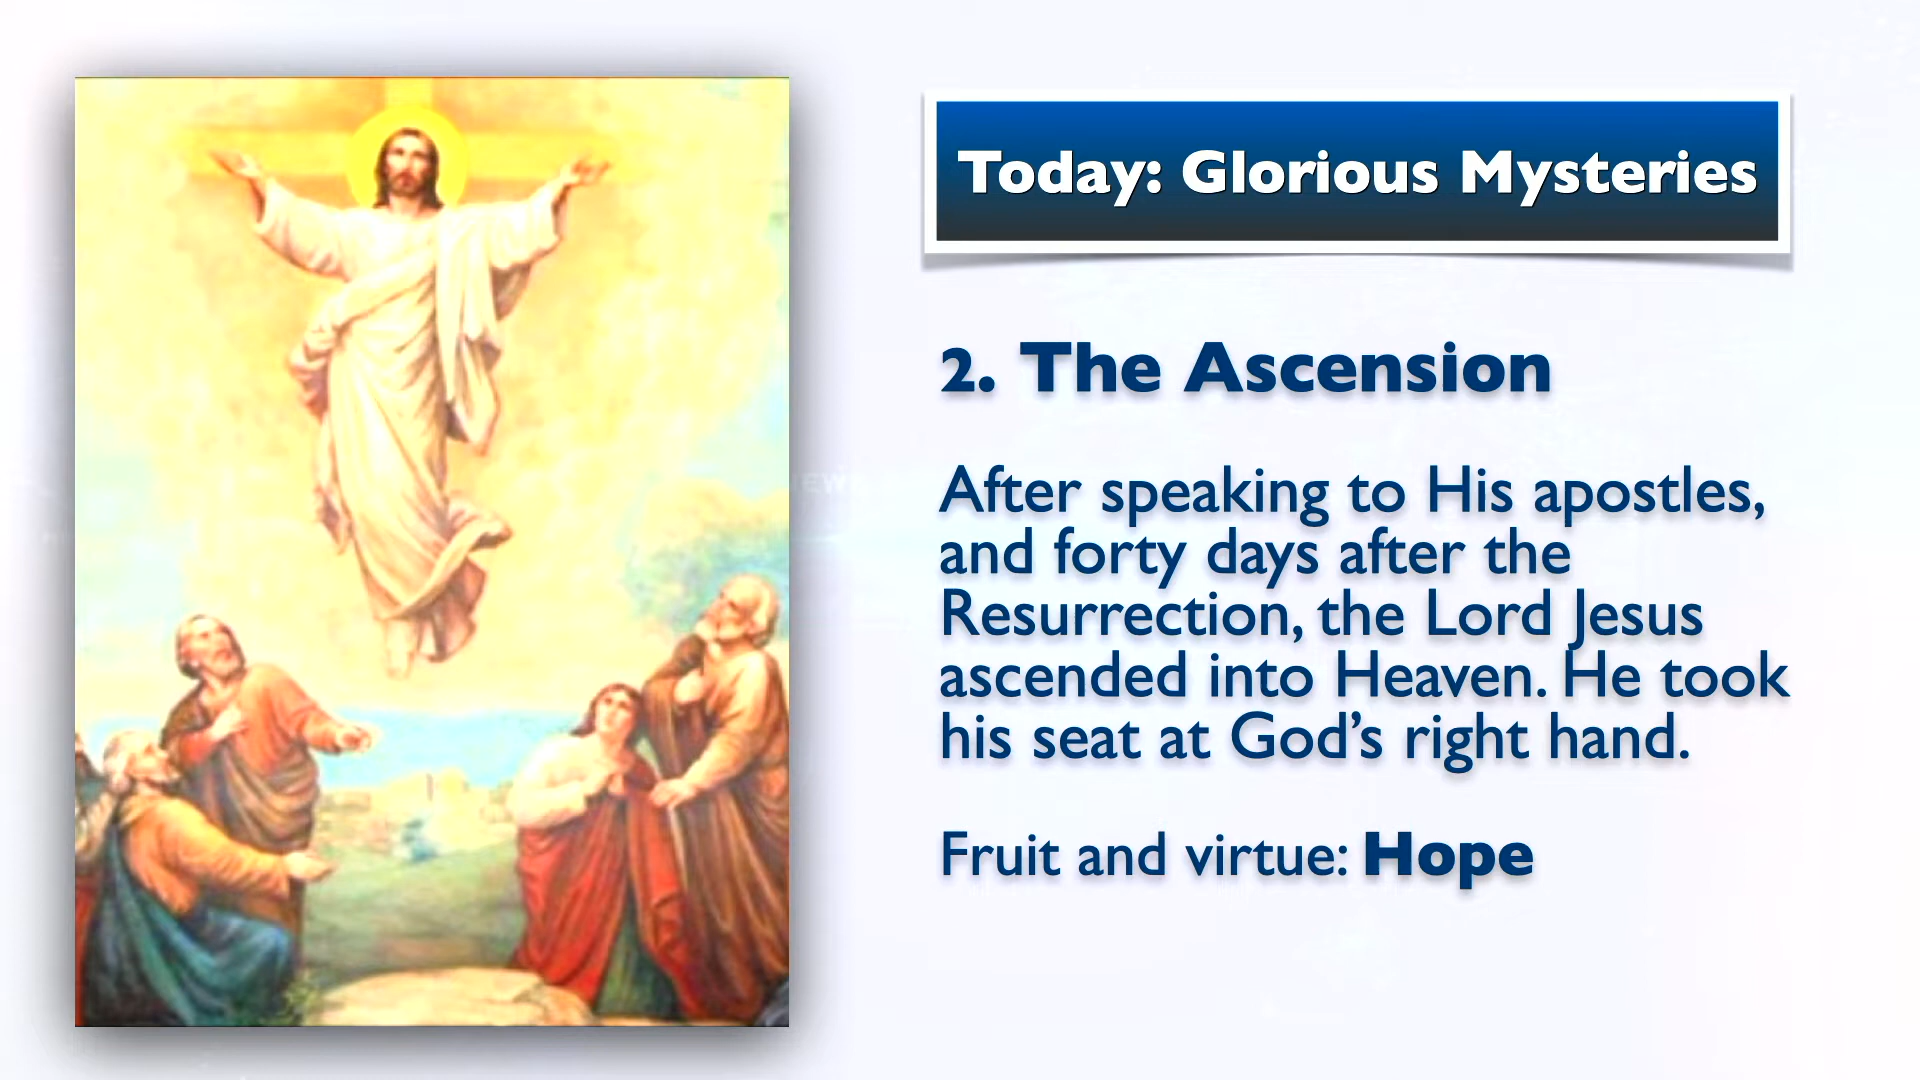 Today: Glorious Mysteries
2. The Ascension
After speaking to His apostles,
and forty days after the
Resurrection, the Lord Jesus
ascended into Heaven. He took
his seat at God’s right hand.
Fruit and virtue: Hope